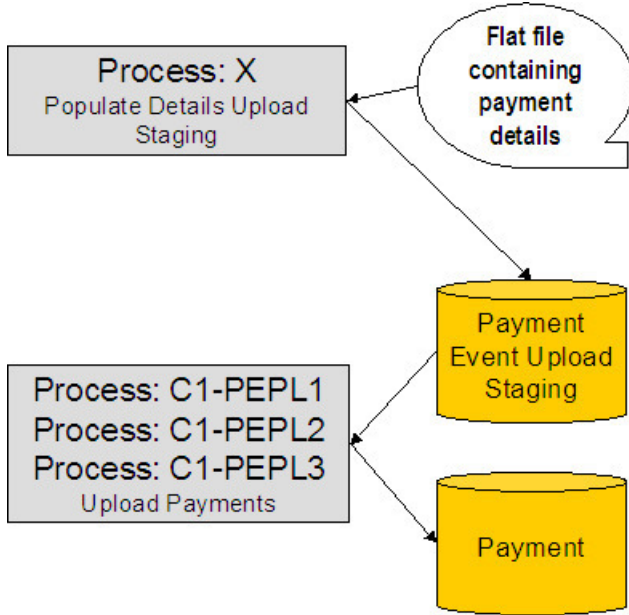 Process: X
Populate Details Upload
Staging
Flat file
containing
payment
details
Payment
Event Upload
Staging
Process: C1-PEPL1
Process: C1-PEPL2
Process: C1-PEPL3
Upload Payments
Payment